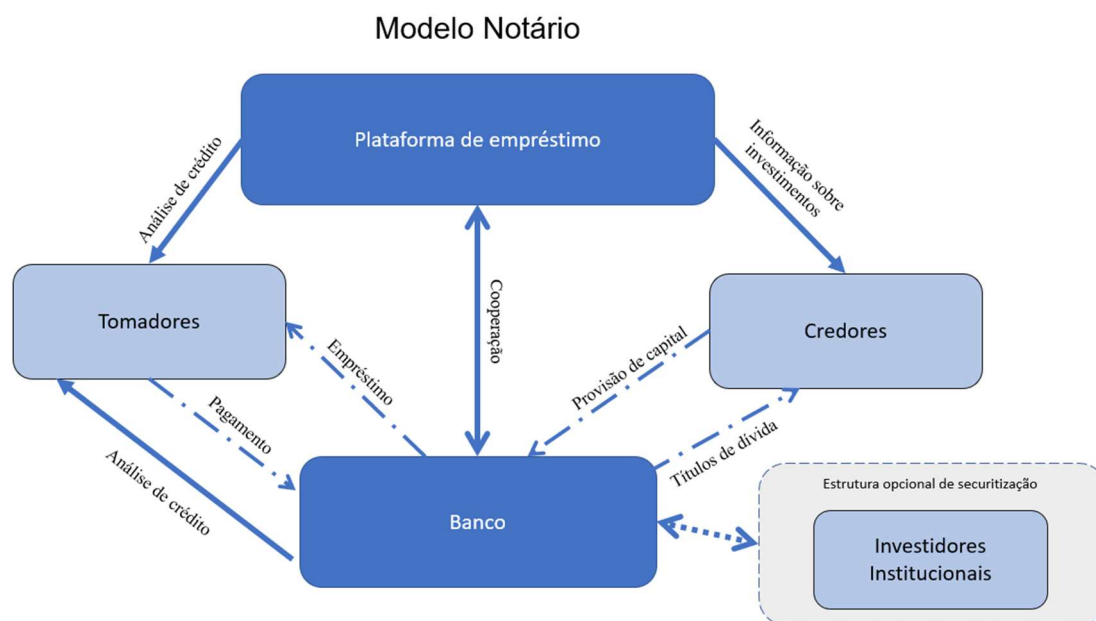 Modelo Notário
Plataforma de empréstimo
Análise de crédito
Informação sobre
investimentos
Cooperação
Tomadores
Credores
Empréstimo
Provisão de capital
Pagamento
Títulos de dívida
Análise de crédito
Banco
Estrutura opcional de securitização
Investidores
Institucionais